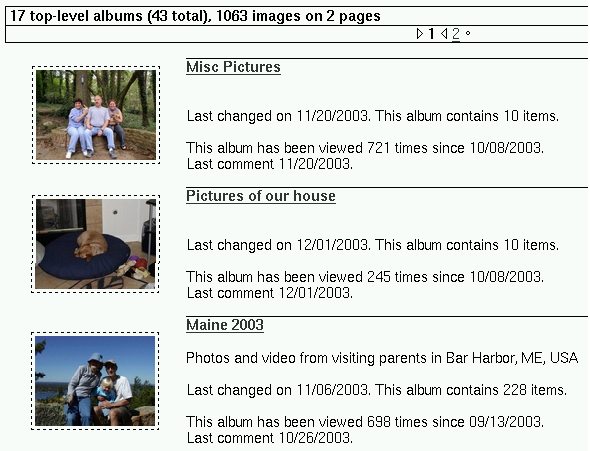 17 top-level albums (43 total), 1063 images on 2 pages
1 2
Misc Pictures
Last changed on 11/20/2003. This album contains 10 items.
This album has been viewed 721 times since 10/08/2003.
Last comment 11/20/2003.
Pictures of our house
Last changed on 12/01/2003. This album contains 10 items.
This album has been viewed 245 times since 10/08/2003.
Last comment 12/01/2003.
Maine 2003
Photos and video from visiting parents in Bar Harbor, ME, USA
Last changed on 11/06/2003. This album contains 228 items.
This album has been viewed 698 times since 09/13/2003.
Last comment 10/26/2003.